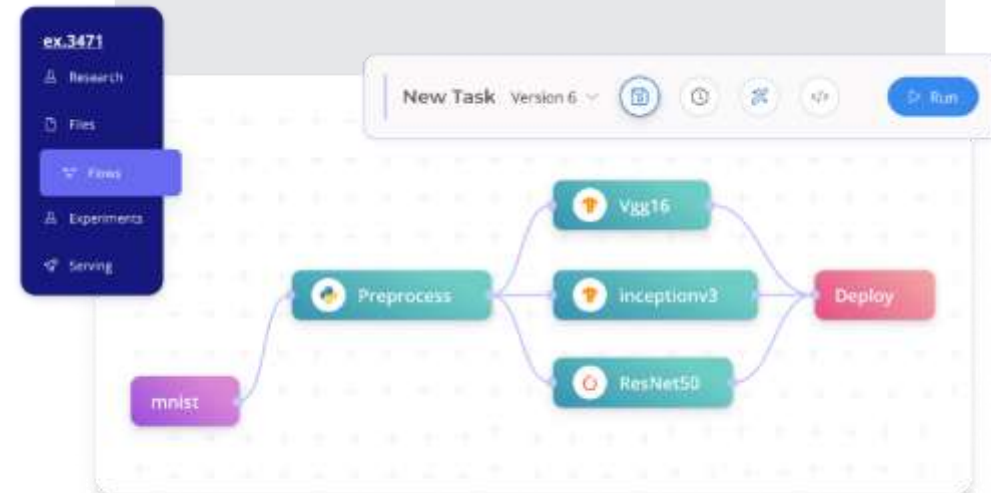 ex.3471
Research
Files
Flows
Experiments
Serving
New Task Version 6 </> Run
Vgg16
Preprocess inceptionv3 Deploy
ResNet50
mnist